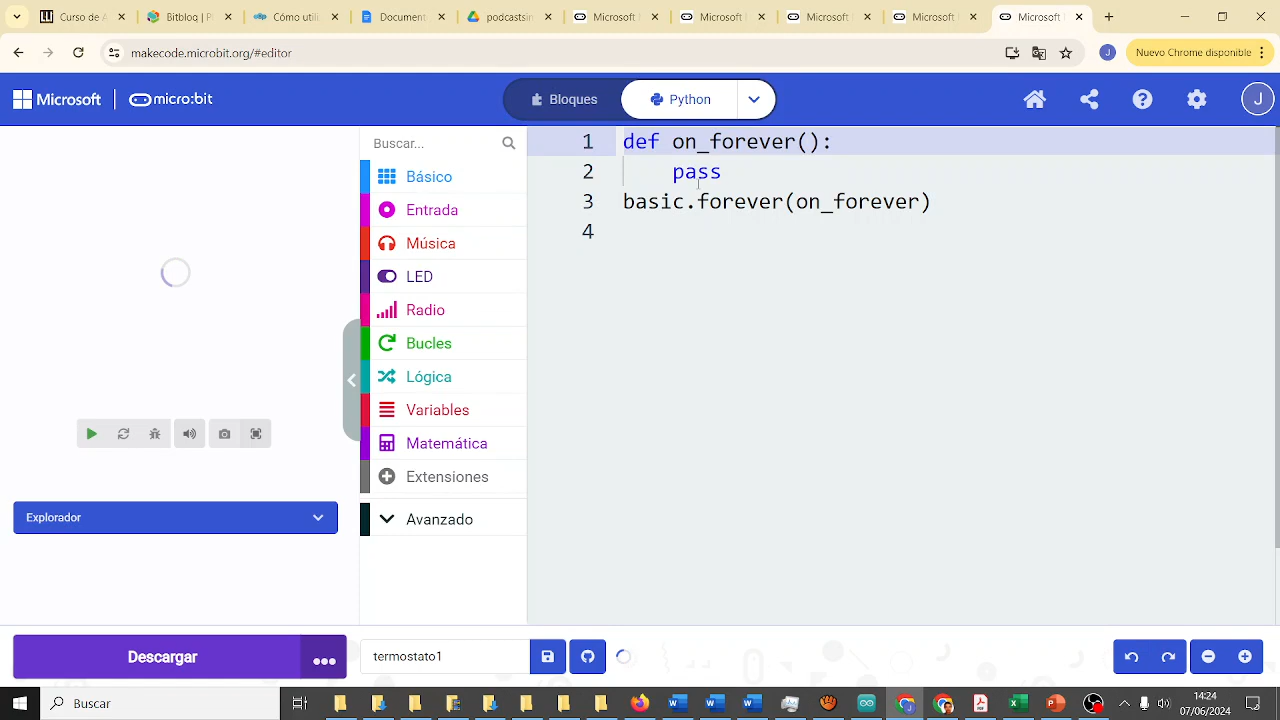 Curso de A
Bitbloq | P
Cómo utili
Document
podcastsin
Microsoft
Microsoft
Microsoft
Microsoft
Microsoft
makecode.microbit.org/#editor
J
Nuevo Chrome disponible
Microsoft
micro:bit
Bloques
Python
J
Buscar...
Básico
Entrada
Música
LED
Radio
Bucles
Lógica
Variables
Matemática
Extensiones
Avanzado
1 def on_forever():
2 pass
3 basic.forever(on_forever)
4
Explorador
Descargar
termostato1
Buscar
14:24
07/06/2024